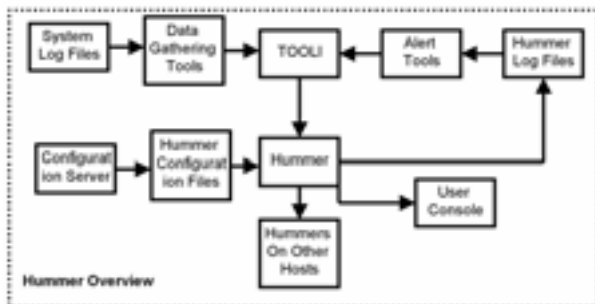 System
Log Files
Data
Gathering
Tools
TOOLI
Alert
Tools
Hummer
Log Files
Configurat
ion Server
Hummer
Configurat
ion Files
Hummer
User
Console
Hummers
On Other
Hosts
Hummer Overview